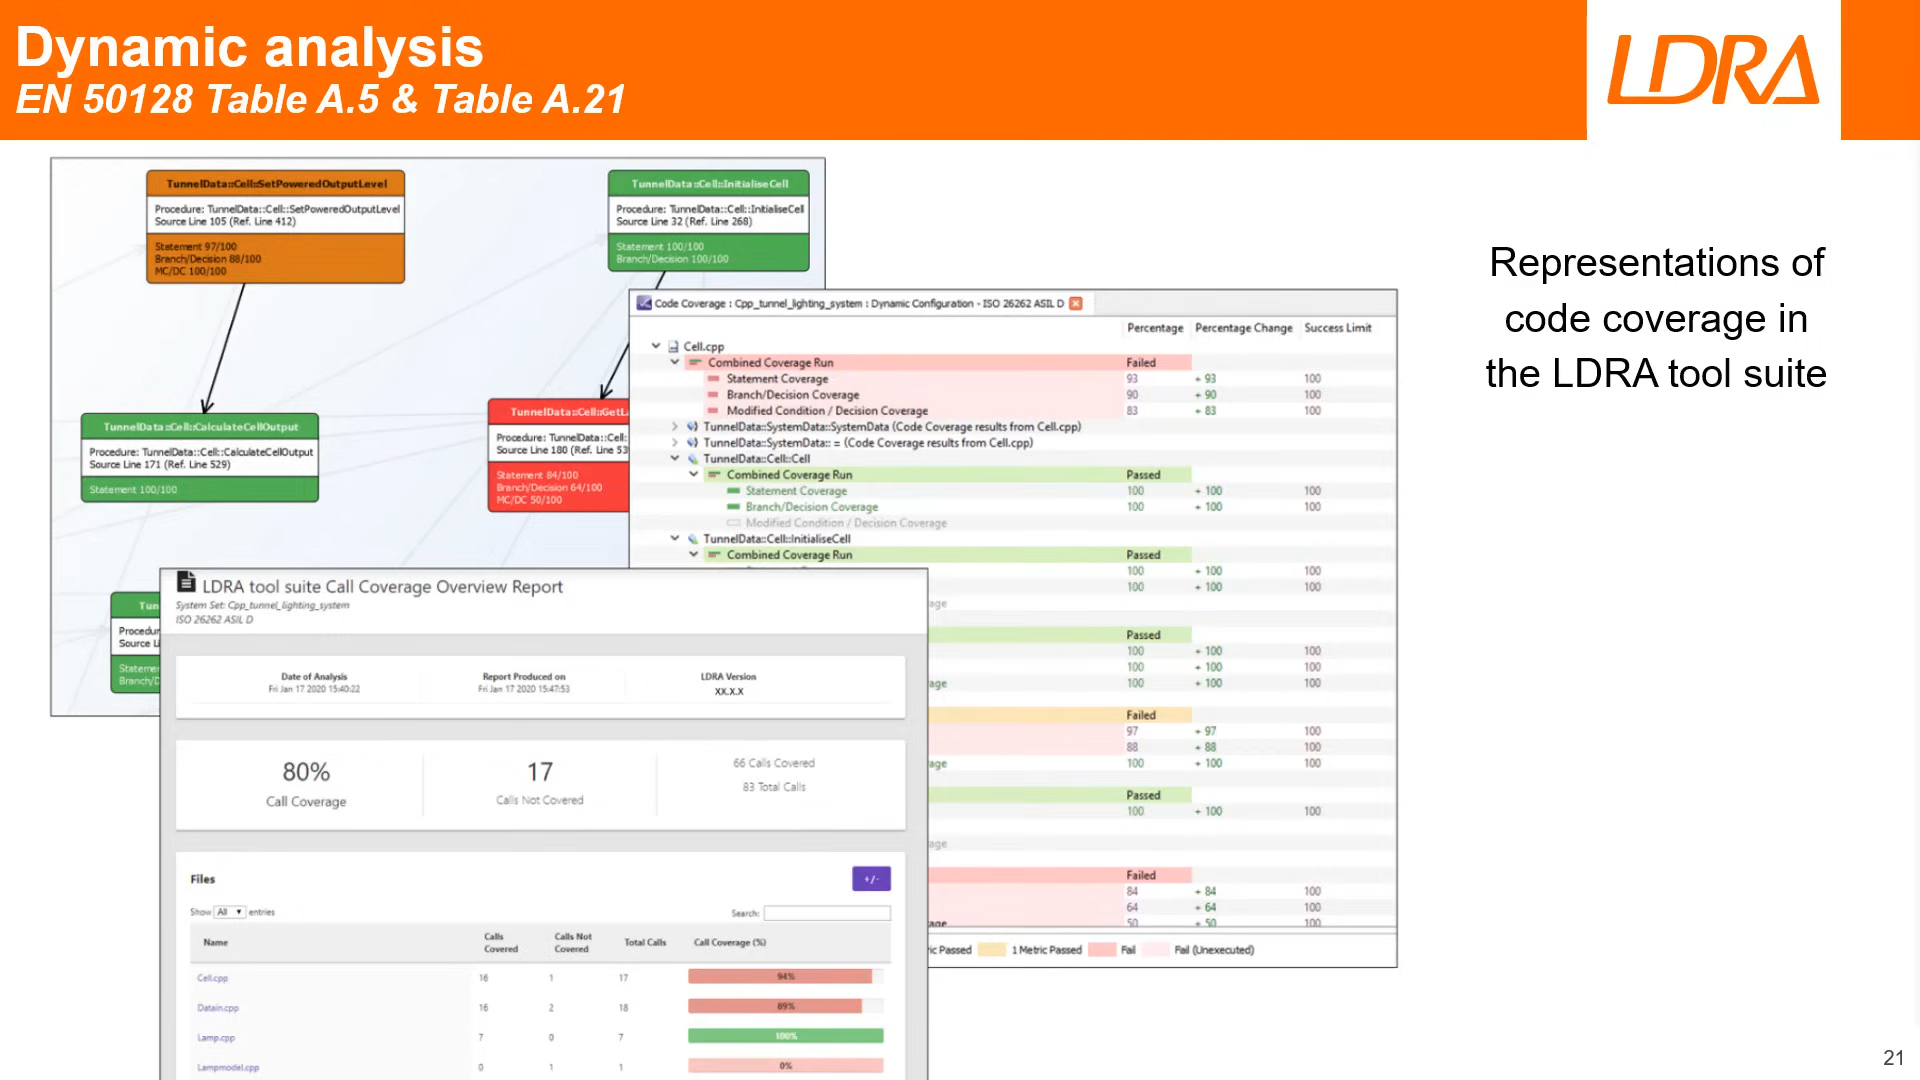 Dynamic analysis
EN 50128 Table A.5 & Table A.21
LDRA
TunnelData::Cell::SetPoweredOutputLevel
Procedure: TunnelData::Cell::SetPoweredOutputLevel
Source Line 105 (Ref. Line 412)
Statement 97/100
Branch/Decision 88/100
MC/DC 100/100
TunnelData::Cell::InitialiseCell
Procedure: TunnelData::Cell::InitialiseCell
Source Line 32 (Ref. Line 268)
Statement 100/100
Branch/Decision 100/100
TunnelData::Cell::CalculateCellOutput
Procedure: TunnelData::Cell::CalculateCellOutput
Source Line 171 (Ref. Line 529)
Statement 100/100
TunnelData::Cell::GetLa
Procedure: TunnelData::Cell:
Source Line 180 (Ref. Line 53
Statement 84/100
Branch/Decision 64/100
MC/DC 50/100
Tun
Procedur
Source Li
Stateme
Branch/D
Code Coverage : Cpp_tunnel_lighting_system : Dynamic Configuration - ISO 26262 ASIL D
Percentage Percentage Change Success Limit
Cell.cpp
Combined Coverage Run Failed
Statement Coverage 93 + 93 100
Branch/Decision Coverage 90 + 90 100
Modified Condition / Decision Coverage 83 + 83 100
TunnelData::SystemData::SystemData (Code Coverage results from Cell.cpp)
TunnelData::SystemData:: = (Code Coverage results from Cell.cpp)
TunnelData::Cell::Cell
Combined Coverage Run Passed
Statement Coverage 100 + 100 100
Branch/Decision Coverage 100 + 100 100
Modified Condition / Decision Coverage
TunnelData::Cell::InitialiseCell
Combined Coverage Run Passed
100 + 100 100
100 + 100 100
age
Passed
100 + 100 100
100 + 100 100
age 100 + 100 100
Failed
97 + 97 100
88 + 88 100
age 100 + 100 100
Passed
100 + 100 100
age
Failed
84 + 84 100
64 + 64 100
age 50 + 50 100
ic Passed 1 Metric Passed Fail Fail (Unexecuted)
LDRA tool suite Call Coverage Overview Report
System Set: Cpp_tunnel_lighting_system
ISO 26262 ASIL D
Date of Analysis Report Produced on LDRA Version
Fri Jan 17 2020 15:40:22 Fri Jan 17 2020 15:47:53 XX.X.X
80% 17 66 Calls Covered
Call Coverage Calls Not Covered 83 Total Calls
Files +/-
Show All entries Search:
Name Calls Covered Calls Not Covered Total Calls Call Coverage (%)
Cell.cpp 16 1 17 94%
Datain.cpp 16 2 18 89%
Lamp.cpp 7 0 7 100%
Lampmodel.cpp 0 1 1 0%
Representations of
code coverage in
the LDRA tool suite
21